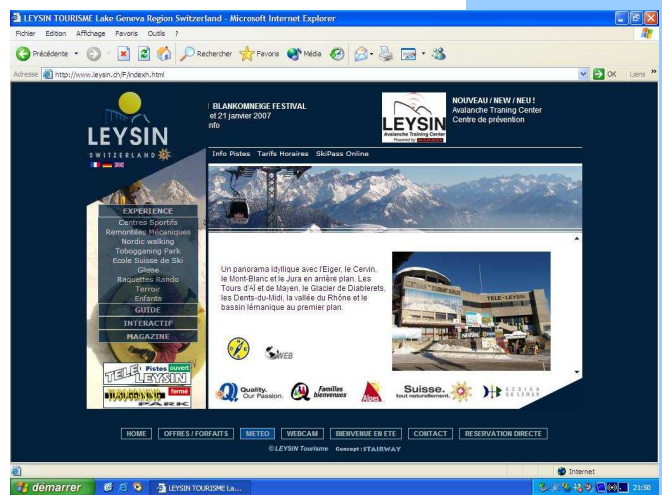 LEYSIN TOURISME Lake Geneva Region Switzerland - Microsoft Internet Explorer
Fichier Edition Affichage Favoris Outils ?
Précédente Rechercher Favoris Média
Adresse http://www.leysin.ch/F/indexh.html OK Liens »
BLANKOMNEIGE FESTIVAL
et 21 janvier 2007
nfo
LEYSIN
Avalanche Training Center
NOUVEAU / NEW / NEU !
Avalanche Training Center
Centre de prévention
LEYSIN
SWITZERLAND
Info Pistes Tarifs Horaires SkiPass Online
EXPERIENCE
Centres Sportifs
Remontées Mécaniques
Nordic walking
Tobogganing Park
Ecole Suisse de Ski
Glisse
Raquettes Rando
Terroir
Enfants
GUIDE
INTERACTIF
MAGAZINE
Un panorama idyllique avec l'Eiger, le Cervin,
le Mont-Blanc et le Jura en arrière plan. Les
Tours d'Aï et de Mayen, le Glacier de Diablerets,
les Dents-du-Midi, la vallée du Rhône et le
bassin lémanique au premier plan.
TELE-LEYSIN
WEB
TELE LEYSIN
Pistes ouvert
TOBOGGANING PARK
fermé
Quality.
Our Passion.
Familles
bienvenues
Alpes
Suisse.
tout naturellement.
HOME OFFRES / FORFAITS METEO WEBCAM BIENVENUE EN ETE CONTACT RESERVATION DIRECTE
© LEYSIN Tourisme Concept : STAIRWAY
Internet
démarrer LEYSIN TOURISME La... 21:50